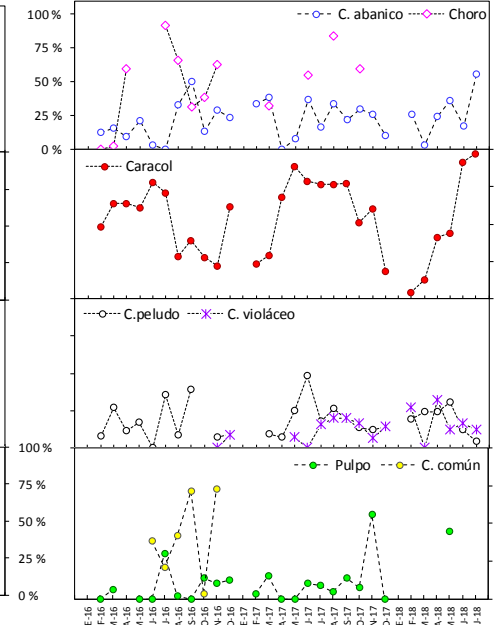 100 %
C. abanico
Choro
75 %
50 %
25 %
0 %
Caracol
C.peludo
C. violáceo
100 %
Pulpo
C. común
75 %
50 %
25 %
0 %
E-16 F-16 M-16 A-16 M-16 J-16 J-16 A-16 S-16 O-16 N-16 D-16 E-17 F-17 M-17 A-17 M-17 J-17 J-17 A-17 S-17 O-17 N-17 D-17 E-18 F-18 M-18 A-18 M-18 J-18 J-18